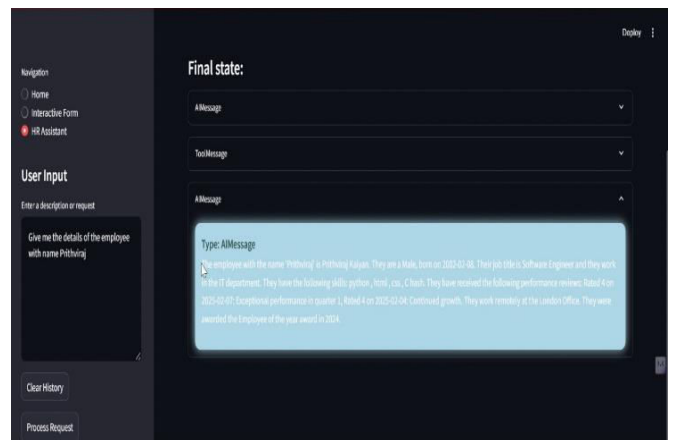 Deploy
Navigation
Home
Interactive Form
HR Assistant
User Input
Enter a description or request
Give me the details of the employee
with name Prithviraj
Clear History
Process Request
Final state:
AIMessage
ToolMessage
AIMessage
Type: AIMessage
The employee with the name 'Prithviraj' is Prithviraj Kalyan. They are a Male, born on 2002-02-08. Their job title is Software Engineer and they work
in the IT department. They have the following skills: python , html , css , C hash. They have received the following performance reviews: Rated 4 on
2025-02-07: Exceptional performance in quarter 1, Rated 4 on 2025-02-04: Continued growth. They work remotely at the London Office. They were
awarded the Employee of the year award in 2024.